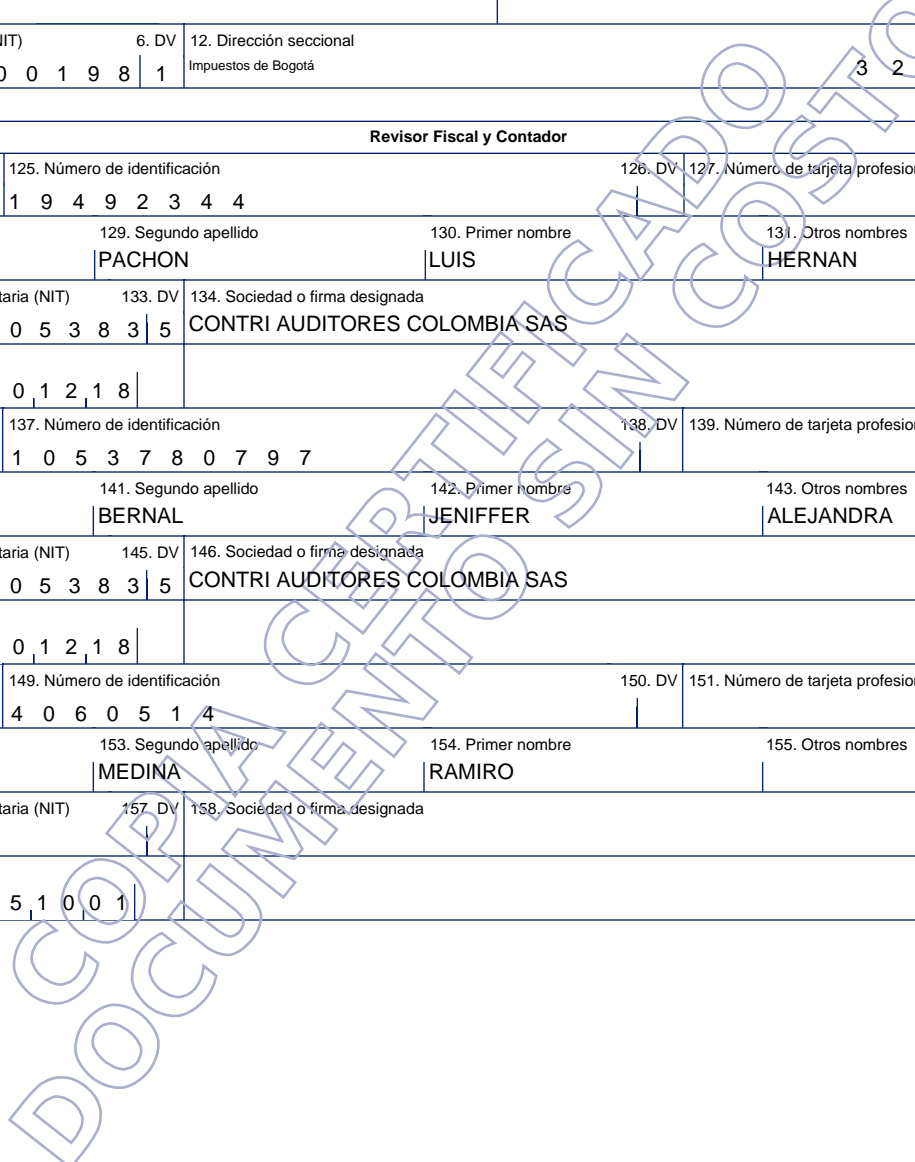 NIT) 6. DV 12. Dirección seccional
0 0 1 9 8 1 Impuestos de Bogotá 3 2
Revisor Fiscal y Contador
125. Número de identificación 126. DV 127. Número de tarjeta profesion
1 9 4 9 2 3 4 4
129. Segundo apellido 130. Primer nombre 131. Otros nombres
PACHON LUIS HERNAN
taria (NIT) 133. DV 134. Sociedad o firma designada
0 5 3 8 3 5 CONTRI AUDITORES COLOMBIA SAS
0 1 2 1 8
137. Número de identificación 138. DV 139. Número de tarjeta profesion
1 0 5 3 7 8 0 7 9 7
141. Segundo apellido 142. Primer nombre 143. Otros nombres
BERNAL JENIFFER ALEJANDRA
taria (NIT) 145. DV 146. Sociedad o firma designada
0 5 3 8 3 5 CONTRI AUDITORES COLOMBIA SAS
0 1 2 1 8
149. Número de identificación 150. DV 151. Número de tarjeta profesion
4 0 6 0 5 1 4
153. Segundo apellido 154. Primer nombre 155. Otros nombres
MEDINA RAMIRO
taria (NIT) 157. DV 158. Sociedad o firma designada
5 1 0 0 1
COPIA CERTIFICADO
DOCUMENTO SIN COSTO